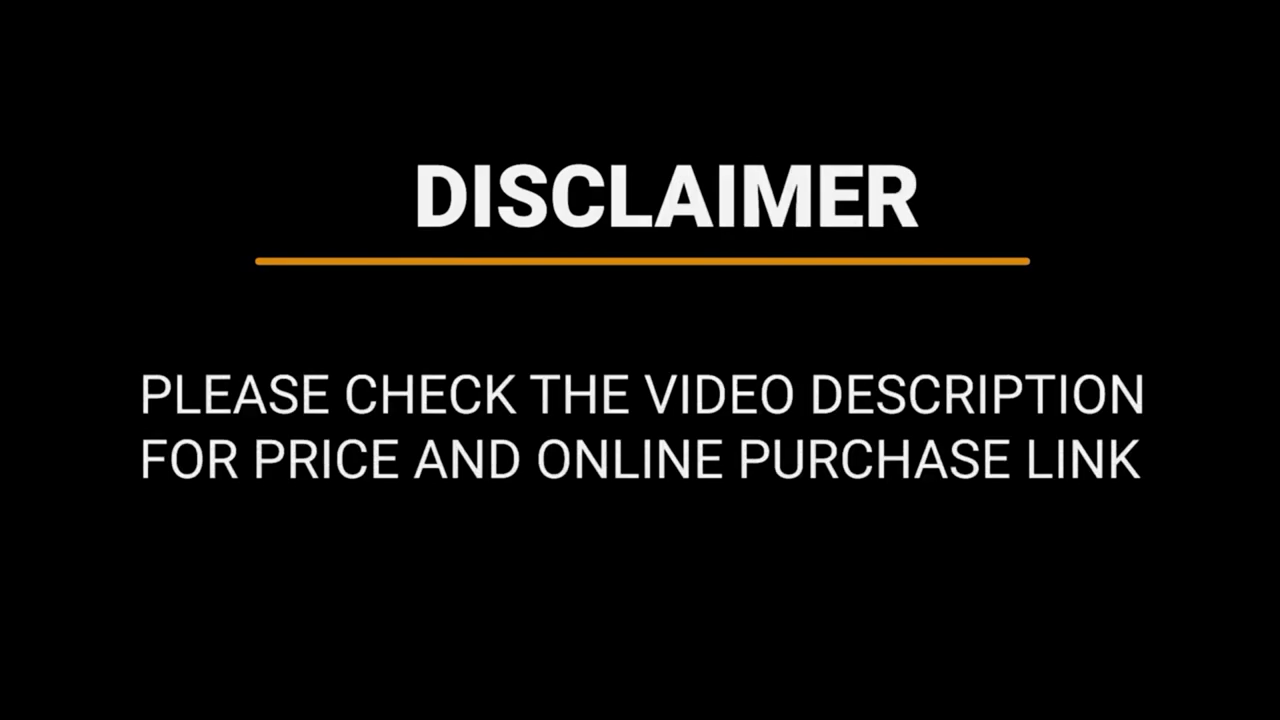 DISCLAIMER
PLEASE CHECK THE VIDEO DESCRIPTION
FOR PRICE AND ONLINE PURCHASE LINK